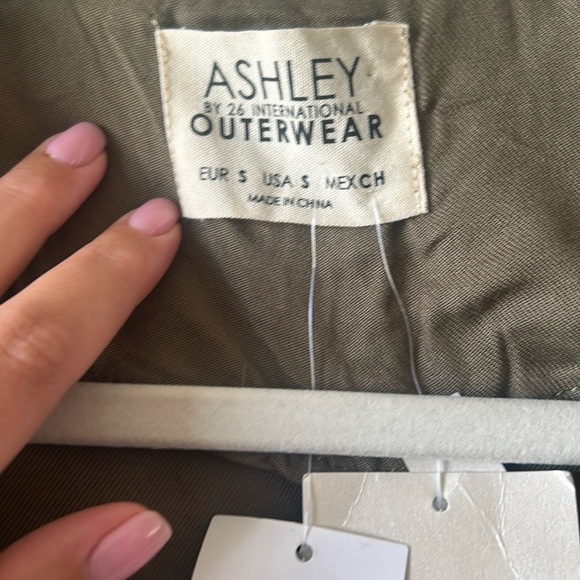 ASHLEY
BY 26 INTERNATIONAL
OUTERWEAR
EUR S USA S MEX CH
MADE IN CHINA